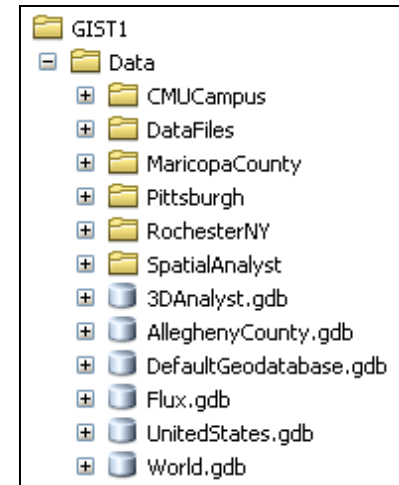 GIST1
Data
CMUCampus
DataFiles
MaricopaCounty
Pittsburgh
RochesterNY
SpatialAnalyst
3DAnalyst.gdb
AlleghenyCounty.gdb
DefaultGeodatabase.gdb
Flux.gdb
UnitedStates.gdb
World.gdb